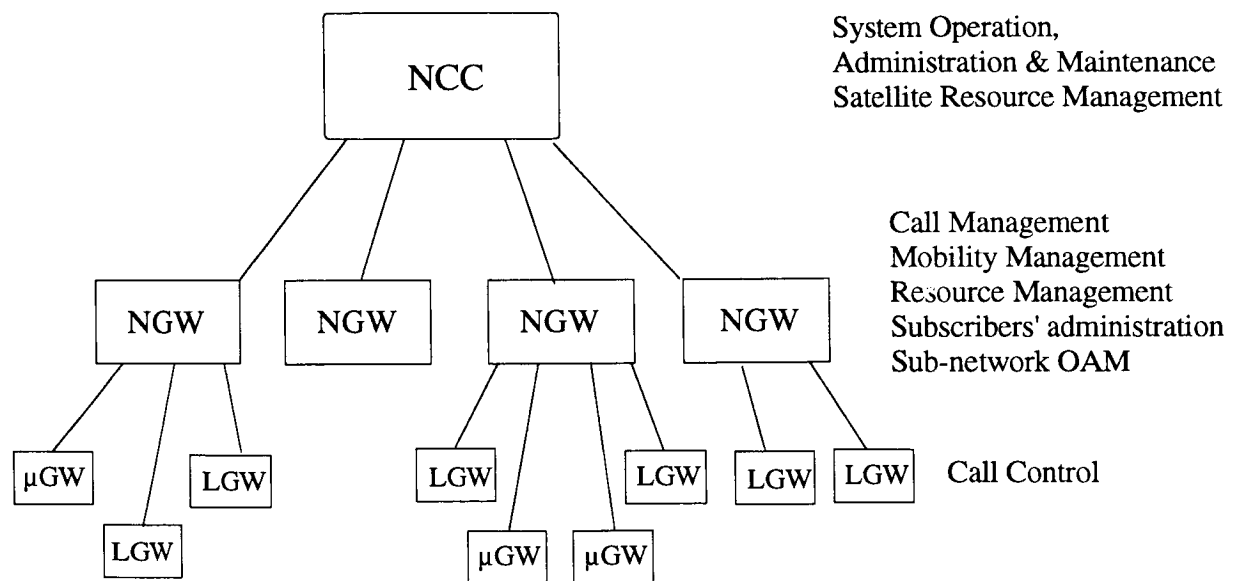 NCC
System Operation,
Administration & Maintenance
Satellite Resource Management
Call Management
Mobility Management
Resource Management
Subscribers' administration
Sub-network OAM
NGW
NGW
NGW
NGW
µGW
LGW
LGW
LGW
LGW
LGW
Call Control
LGW
µGW
µGW